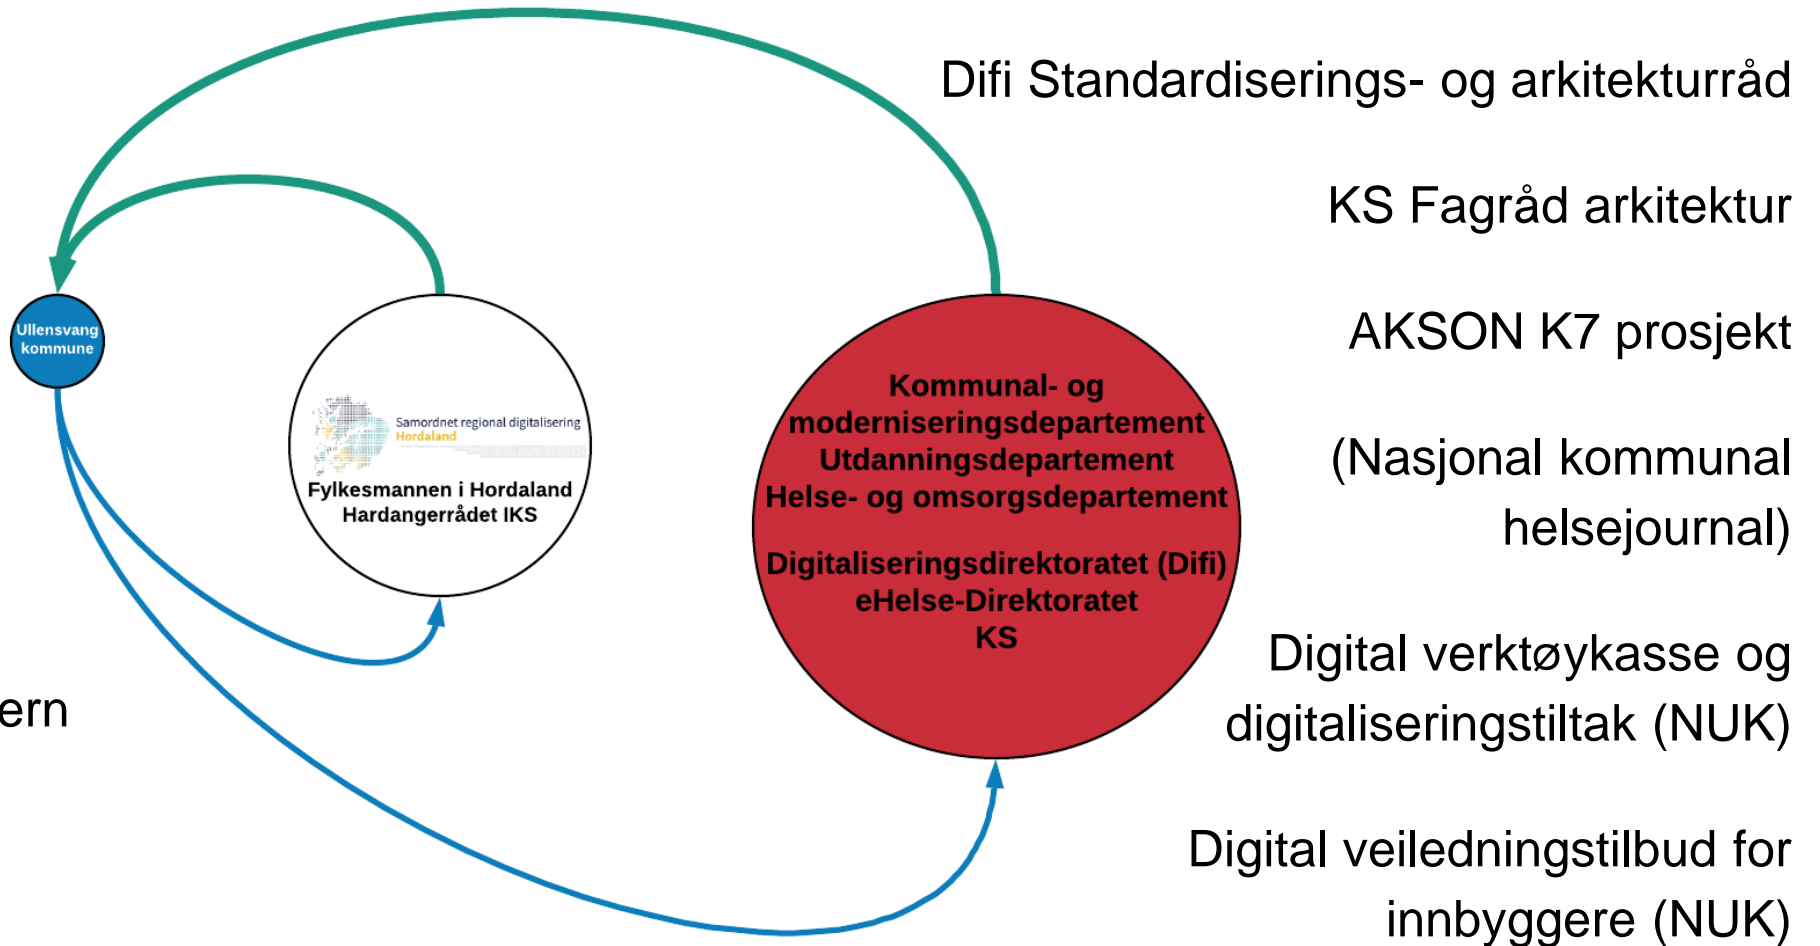 Difi Standardiserings- og arkitekturråd
KS Fagråd arkitektur
AKSON K7 prosjekt
(Nasjonal kommunal
helsejournal)
Digital verktøykasse og
digitaliseringstiltak (NUK)
Digital veiledningstilbud for
innbyggere (NUK)
Ullensvang
kommune
Samordnet regional digitalisering
Hordaland
Fylkesmannen i Hordaland
Hardangerrådet IKS
Kommunal- og
moderniseringsdepartement
Utdanningsdepartement
Helse- og omsorgsdepartement
Digitaliseringsdirektoratet (Difi)
eHelse-Direktoratet
KS
ern